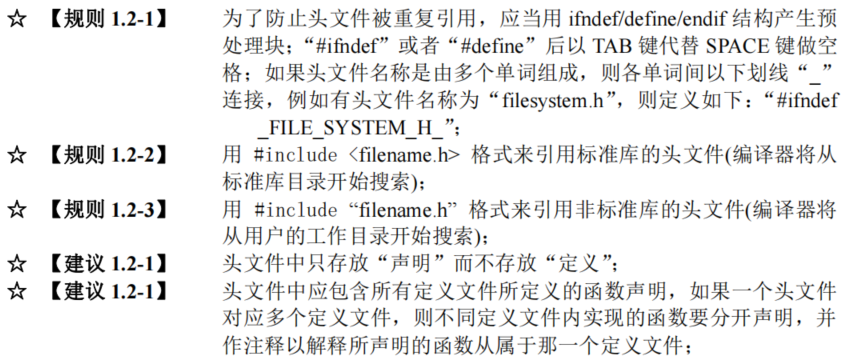 ☆ 【规则 1.2-1】 为了防止头文件被重复引用，应当用 ifndef/define/endif 结构产生预
处理块；“#ifndef”或者“#define”后以 TAB 键代替 SPACE 键做空
格；如果头文件名称是由多个单词组成，则各单词间以下划线“_”
连接，例如有头文件名称为“filesystem.h”，则定义如下：“#ifndef
_FILE_SYSTEM_H_”；
☆ 【规则 1.2-2】 用 #include <filename.h> 格式来引用标准库的头文件(编译器将从
标准库目录开始搜索)；
☆ 【规则 1.2-3】 用 #include “filename.h” 格式来引用非标准库的头文件(编译器将
从用户的工作目录开始搜索)；
☆ 【建议 1.2-1】 头文件中只存放“声明”而不存放“定义”；
☆ 【建议 1.2-1】 头文件中应包含所有定义文件所定义的函数声明，如果一个头文件
对应多个定义文件，则不同定义文件内实现的函数要分开声明，并
作注释以解释所声明的函数从属于那一个定义文件；